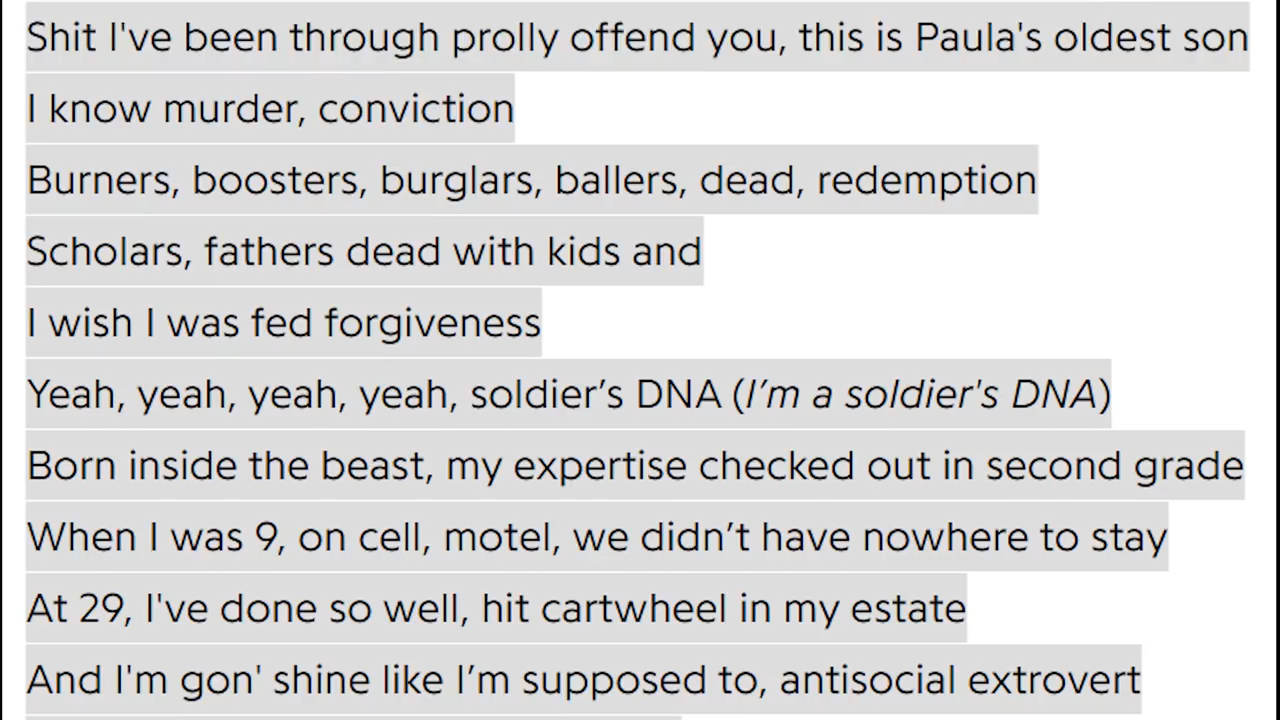 Shit I've been through prolly offend you, this is Paula's oldest son
I know murder, conviction
Burners, boosters, burglars, ballers, dead, redemption
Scholars, fathers dead with kids and
I wish I was fed forgiveness
Yeah, yeah, yeah, yeah, soldier’s DNA (I’m a soldier's DNA)
Born inside the beast, my expertise checked out in second grade
When I was 9, on cell, motel, we didn’t have nowhere to stay
At 29, I've done so well, hit cartwheel in my estate
And I'm gon' shine like I’m supposed to, antisocial extrovert